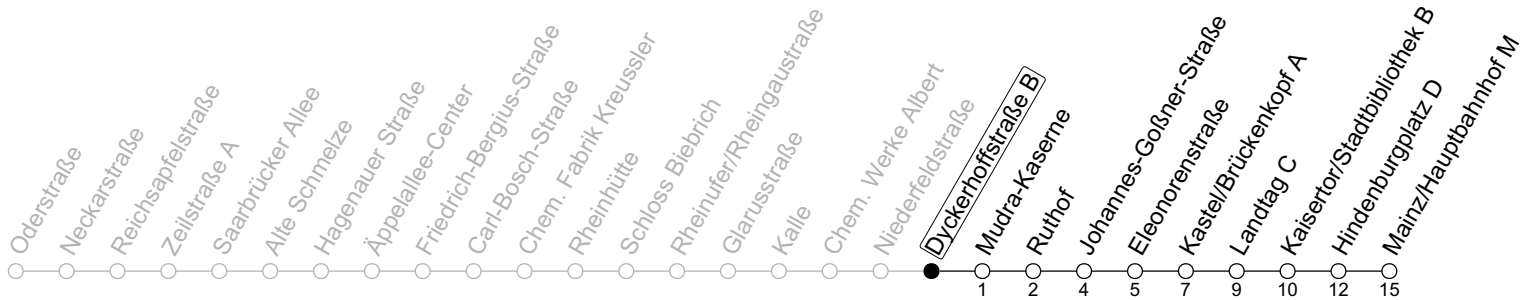 Oderstraße
Neckarstraße
Reichsapfelstraße
Zeilstraße A
Saarbrücker Allee
Alte Schmelze
Hagenauer Straße
Äppelallee-Center
Friedrich-Bergius-Straße
Carl-Bosch-Straße
Chem. Fabrik Kreussler
Rheinhütte
Schloss Biebrich
Rheinufer/Rheingaustraße
Glarusstraße
Kalle
Chem. Werke Albert
Niederfeldstraße
Dyckerhoffstraße B
Mudra-Kaserne
Ruthof
Johannes-Goßner-Straße
Eleonorenstraße
Kastel/Brückenkopf A
Landtag C
Kaisertor/Stadtbibliothek B
Hindenburgplatz D
Mainz/Hauptbahnhof M
1 2 4 5 7 9 10 12 15